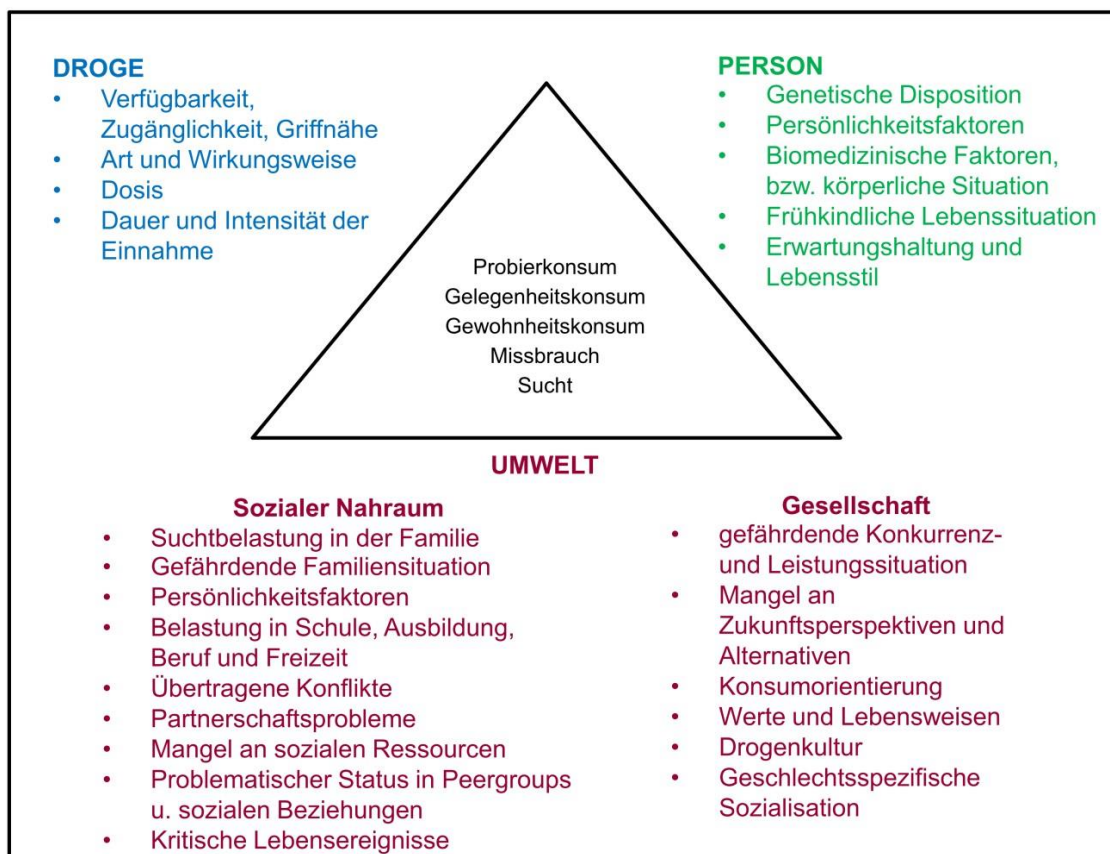 DROGE
• Verfügbarkeit,
Zugänglichkeit, Griffnähe
• Art und Wirkungsweise
• Dosis
• Dauer und Intensität der
Einnahme
PERSON
• Genetische Disposition
• Persönlichkeitsfaktoren
• Biomedizinische Faktoren,
bzw. körperliche Situation
• Frühkindliche Lebenssituation
• Erwartungshaltung und
Lebensstil
Probierkonsum
Gelegenheitskonsum
Gewohnheitskonsum
Missbrauch
Sucht
UMWELT
Sozialer Nahraum
• Suchtbelastung in der Familie
• Gefährdende Familiensituation
• Persönlichkeitsfaktoren
• Belastung in Schule, Ausbildung,
Beruf und Freizeit
• Übertragene Konflikte
• Partnerschaftsprobleme
• Mangel an sozialen Ressourcen
• Problematischer Status in Peergroups
u. sozialen Beziehungen
• Kritische Lebensereignisse
Gesellschaft
• gefährdende Konkurrenz-
und Leistungssituation
• Mangel an
Zukunftsperspektiven und
Alternativen
• Konsumorientierung
• Werte und Lebensweisen
• Drogenkultur
• Geschlechtsspezifische
Sozialisation